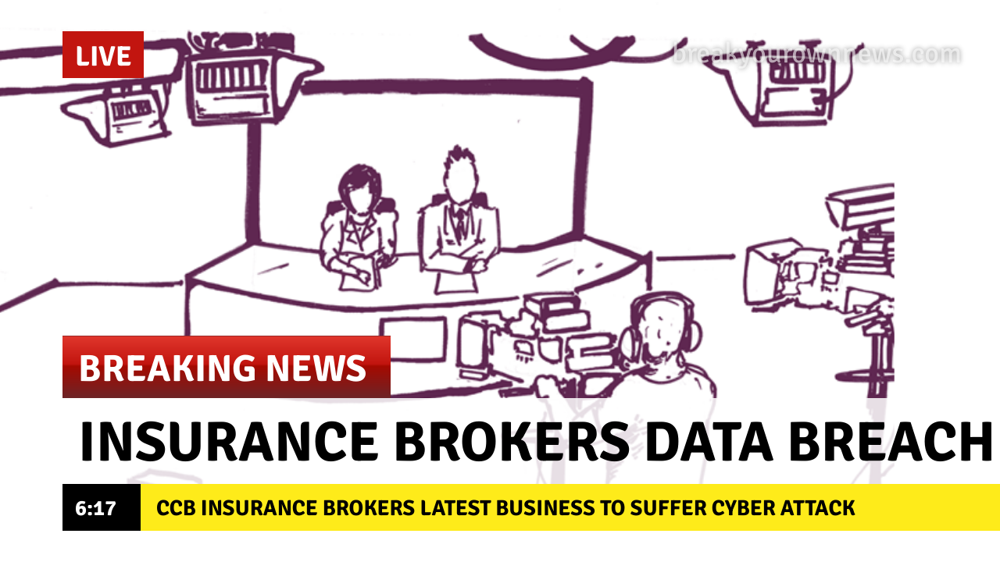 LIVE
breakyourownnews.com
BREAKING NEWS
INSURANCE BROKERS DATA BREACH
6:17
CCB INSURANCE BROKERS LATEST BUSINESS TO SUFFER CYBER ATTACK